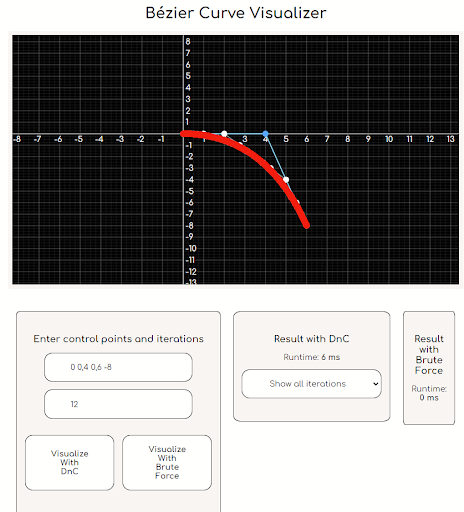 Bézier Curve Visualizer
8
7
6
5
4
3
2
1
-8 -7 -6 -5 -4 -3 -2 -1 1 2 3 4 5 6 7 8 9 10 11 12 13
-1
-2
-3
-4
-5
-6
-7
-8
-9
-10
-11
-12
-13
Enter control points and iterations
0 0,4 0,6 -8
12
Visualize
With
DnC
Visualize
With
Brute
Force
Result with DnC
Runtime: 6 ms
Show all iterations
Result
with
Brute
Force
Runtime:
0 ms